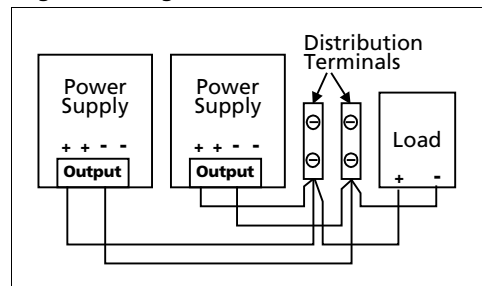 Distribution
Terminals
Power
Supply
+ + - -
Output
Power
Supply
+ + - -
Output
Load
+ -